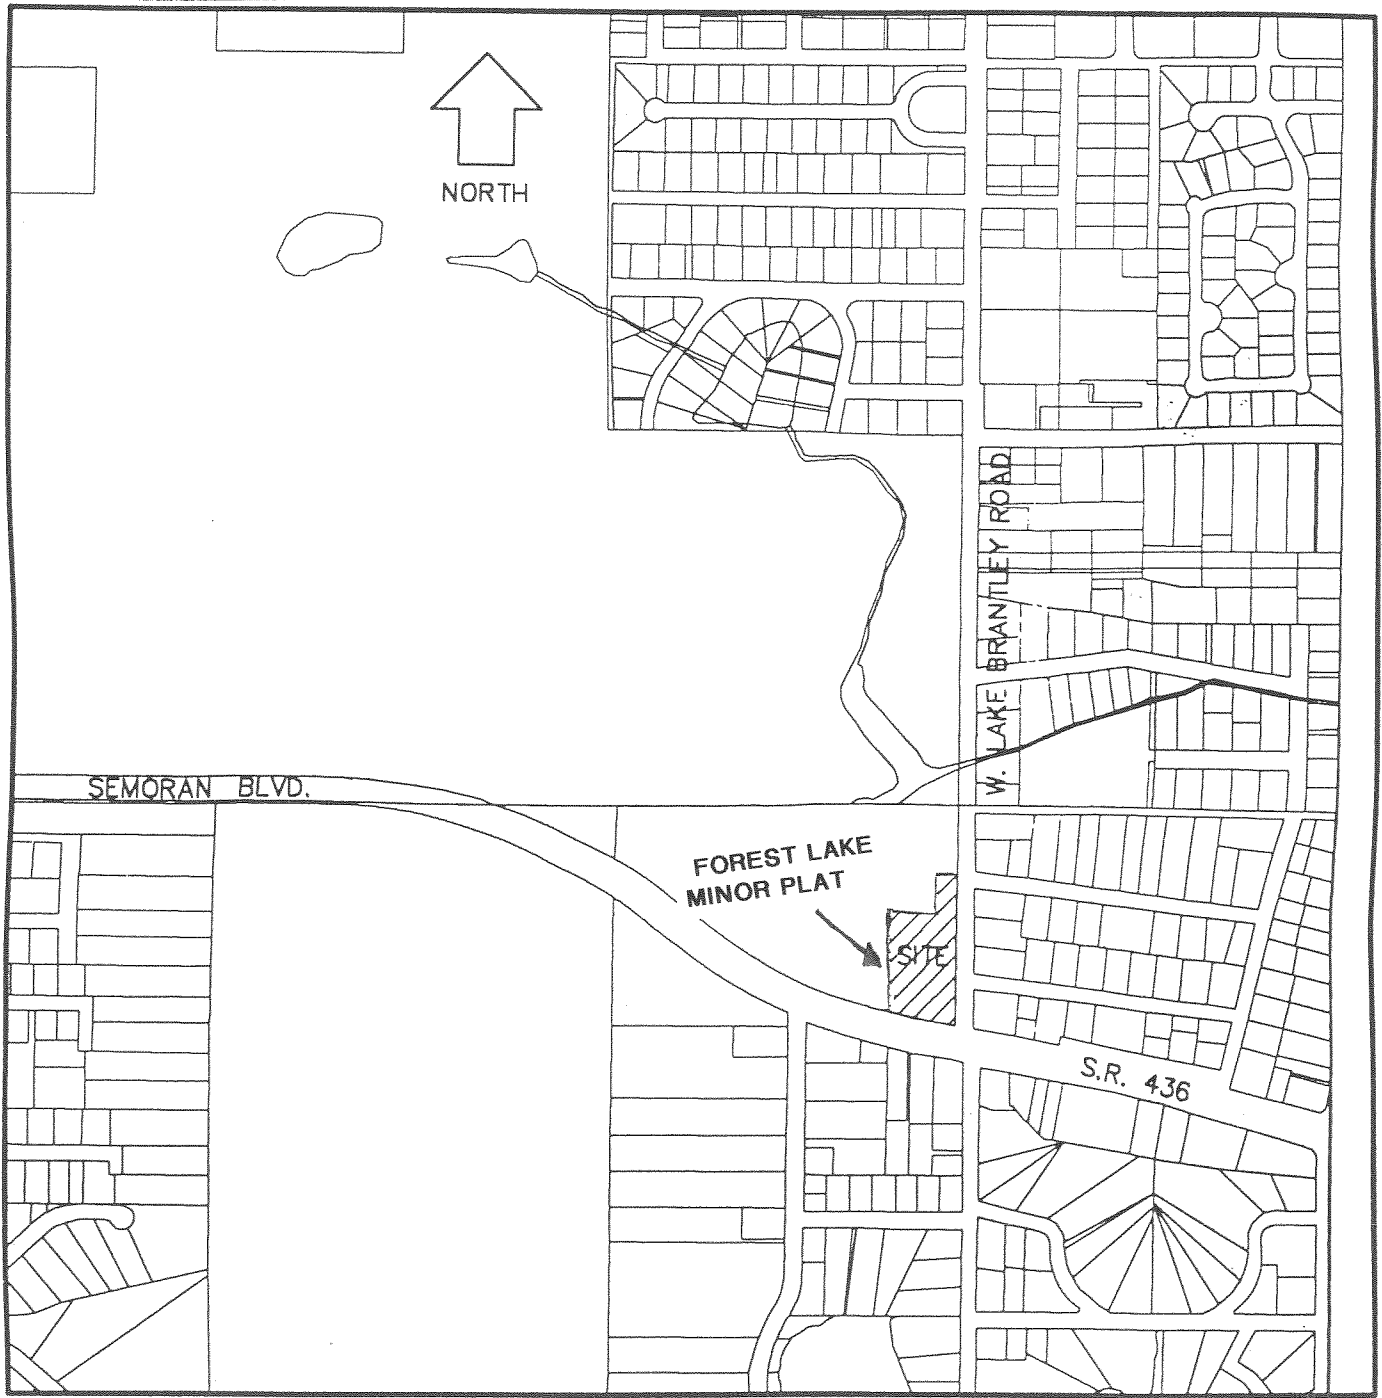 NORTH
W. LAKE BRANTLEY ROAD
SEMORAN BLVD.
FOREST LAKE
MINOR PLAT
SITE
S.R. 436